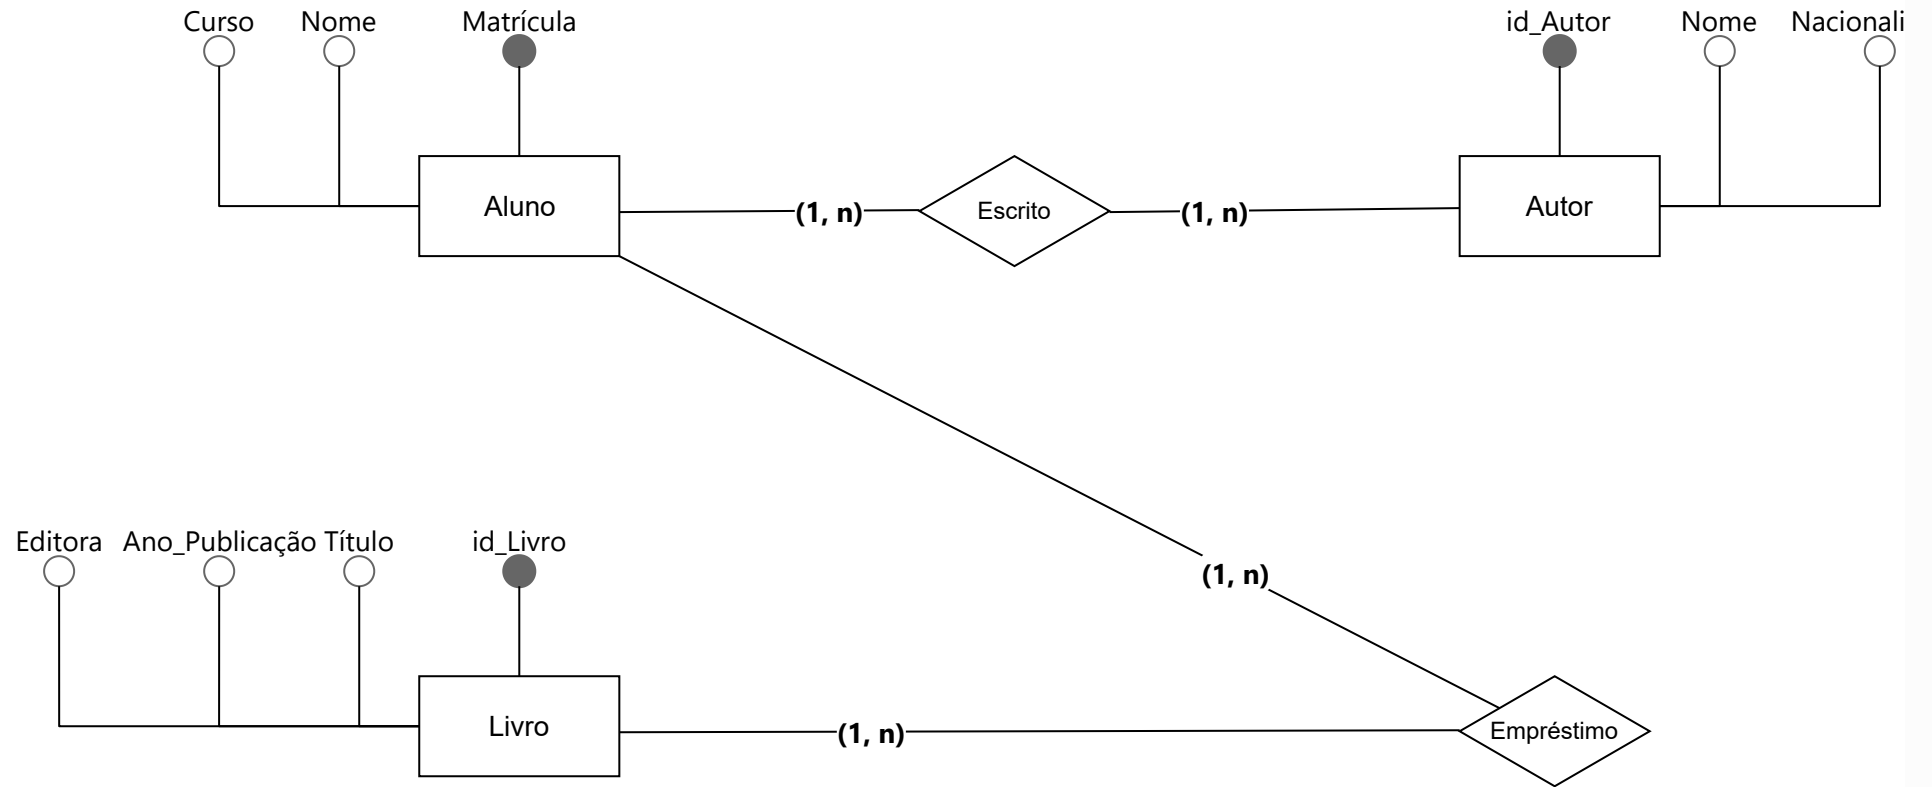 Curso Nome Matrícula id_Autor Nome Nacionali
Aluno (1, n) Escrito (1, n) Autor
Editora Ano_Publicação Título id_Livro
(1, n)
Livro (1, n) Empréstimo